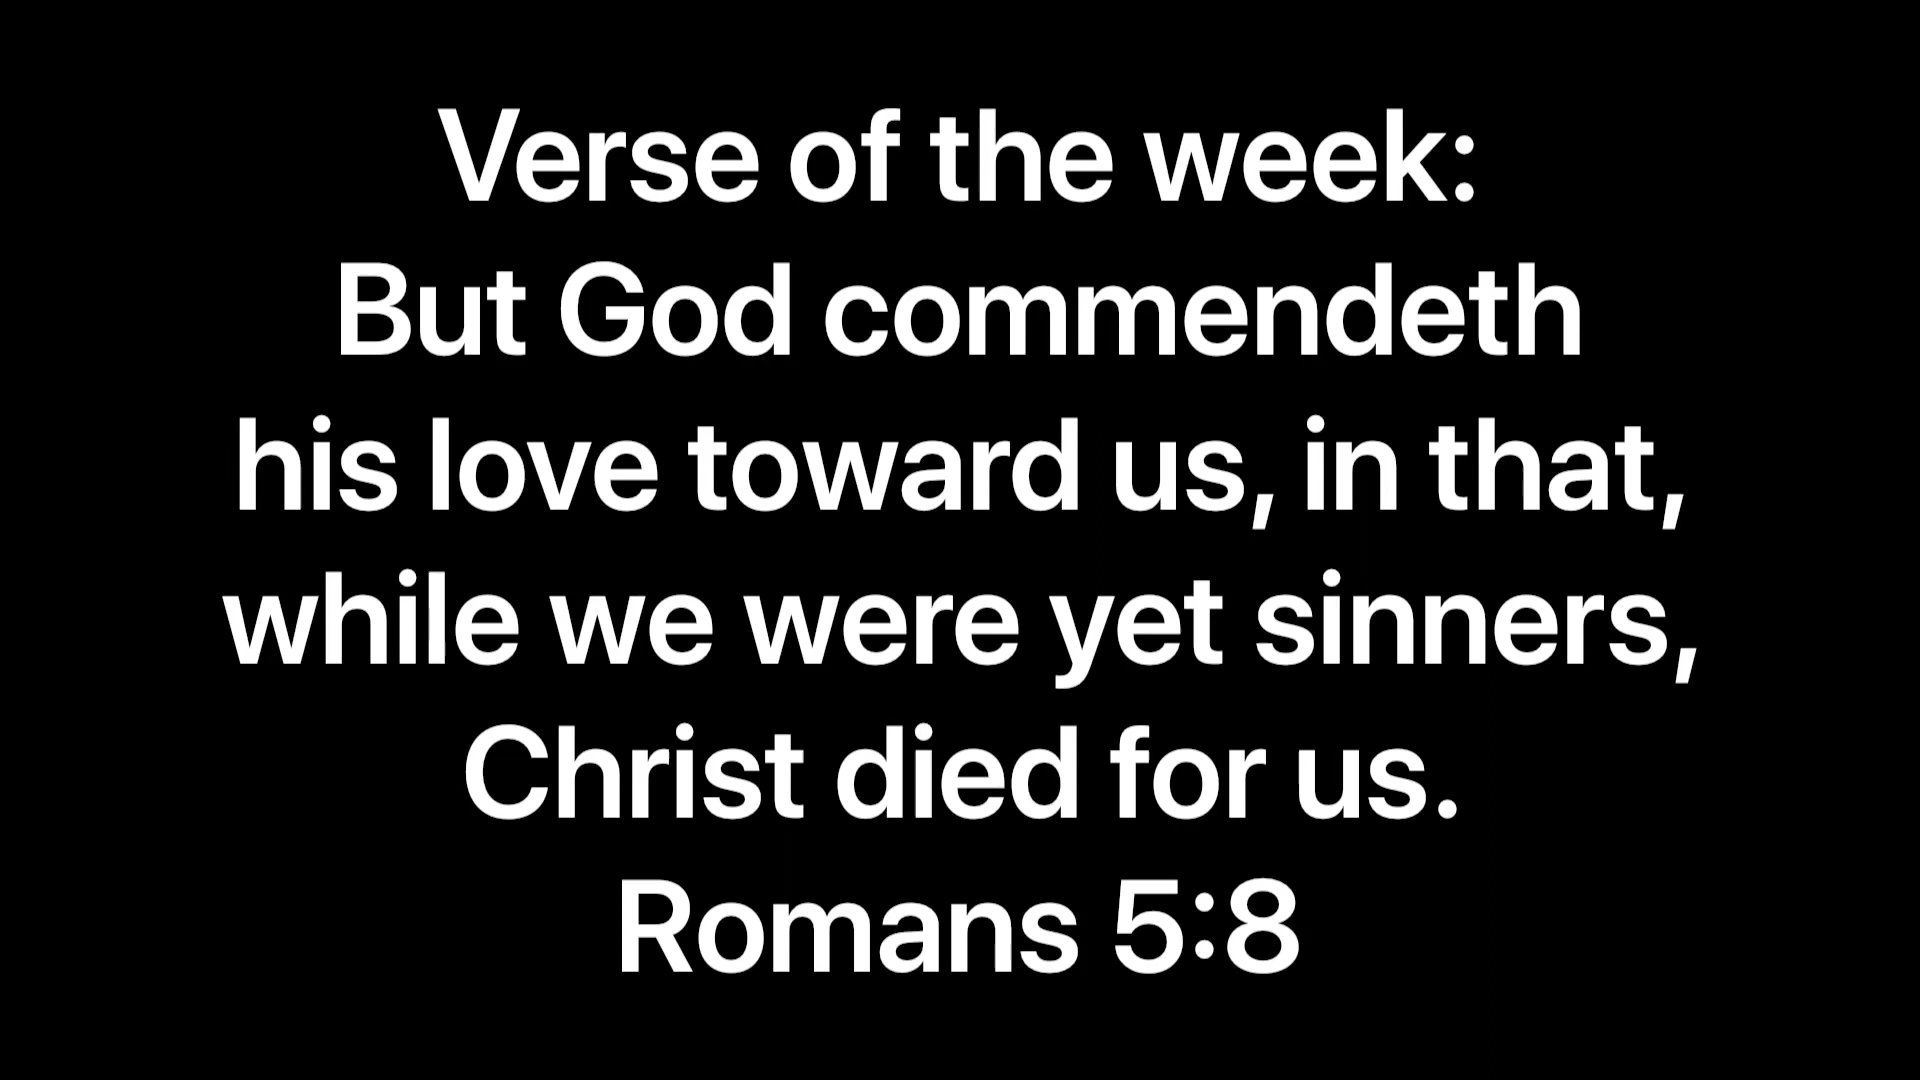 Verse of the week:
But God commendeth
his love toward us, in that,
while we were yet sinners,
Christ died for us.
Romans 5:8